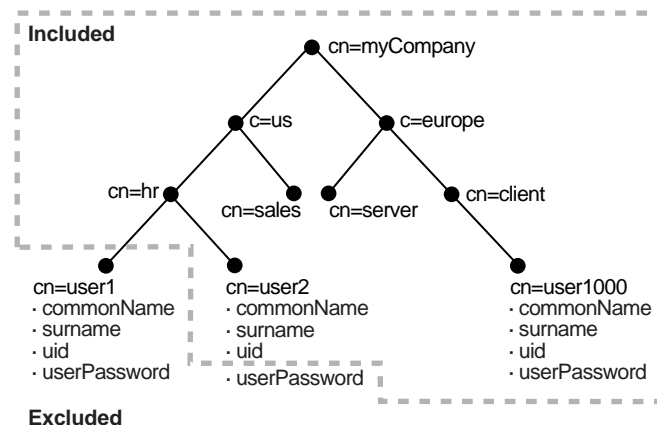 Included
cn=myCompany
c=us
c=europe
cn=hr
cn=sales
cn=server
cn=client
cn=user1
· commonName
· surname
· uid
· userPassword
cn=user2
· commonName
· surname
· uid
· userPassword
cn=user1000
· commonName
· surname
· uid
· userPassword
Excluded